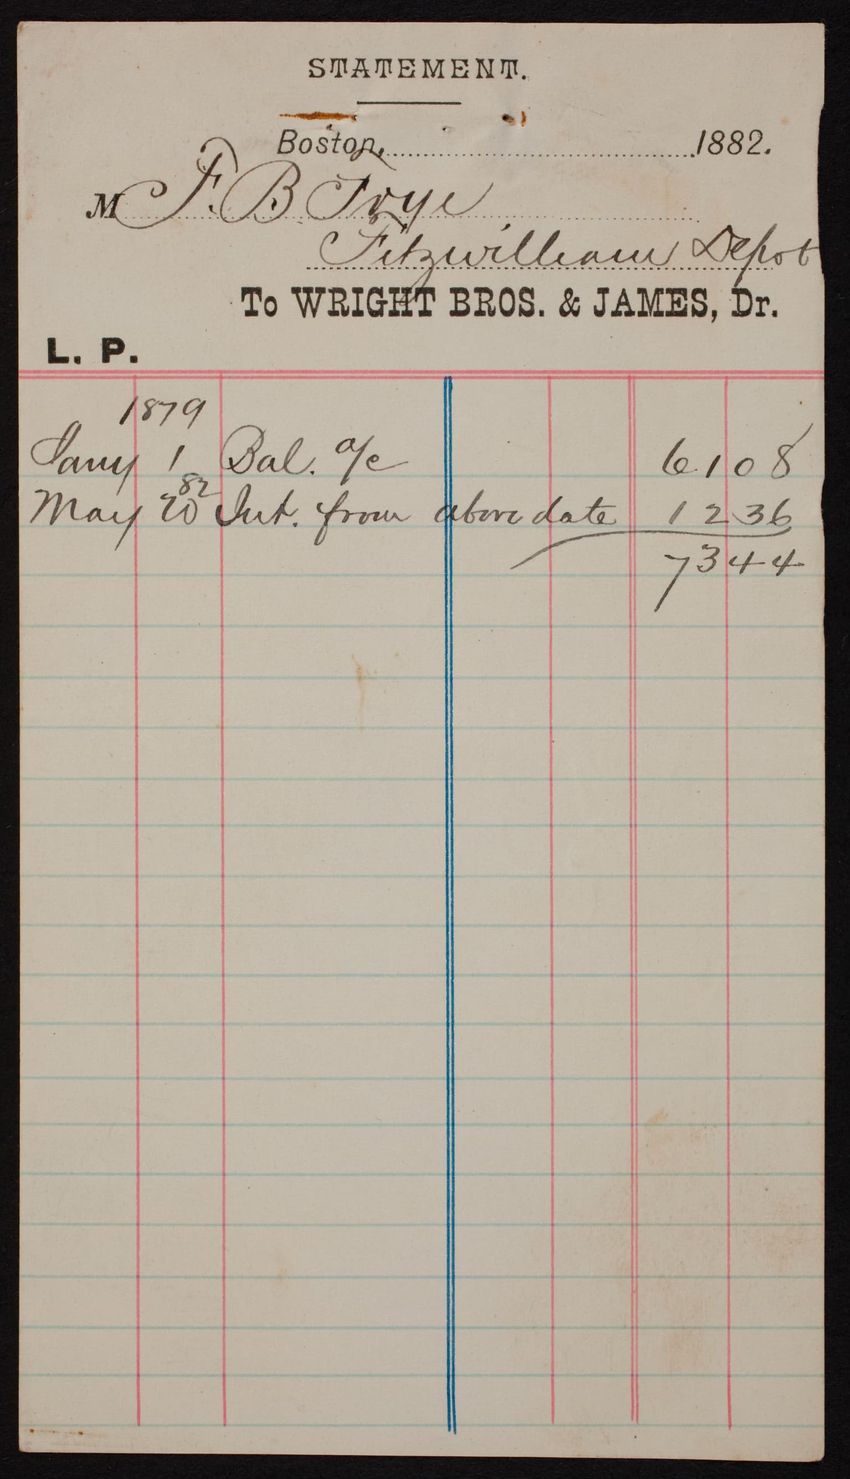 STATEMENT.
Boston, 1882.
M F. B Frye
Fitzwilliam Depot
To WRIGHT BROS. & JAMES, Dr.
L. P.
1879
Jany 1 Bal. a/c 61 08
82
May 20 Int. from above date 12 36
73 44